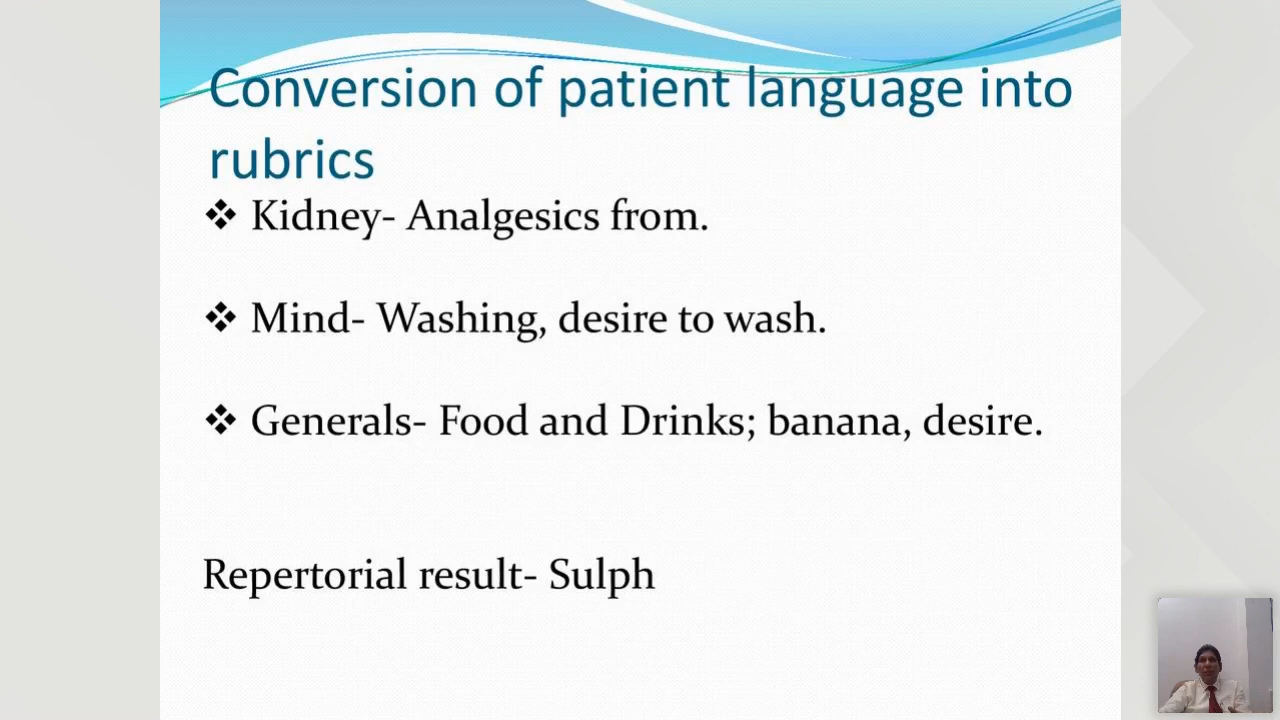 Conversion of patient language into
rubrics
❖ Kidney- Analgesics from.
❖ Mind- Washing, desire to wash.
❖ Generals- Food and Drinks; banana, desire.
Repertorial result- Sulph